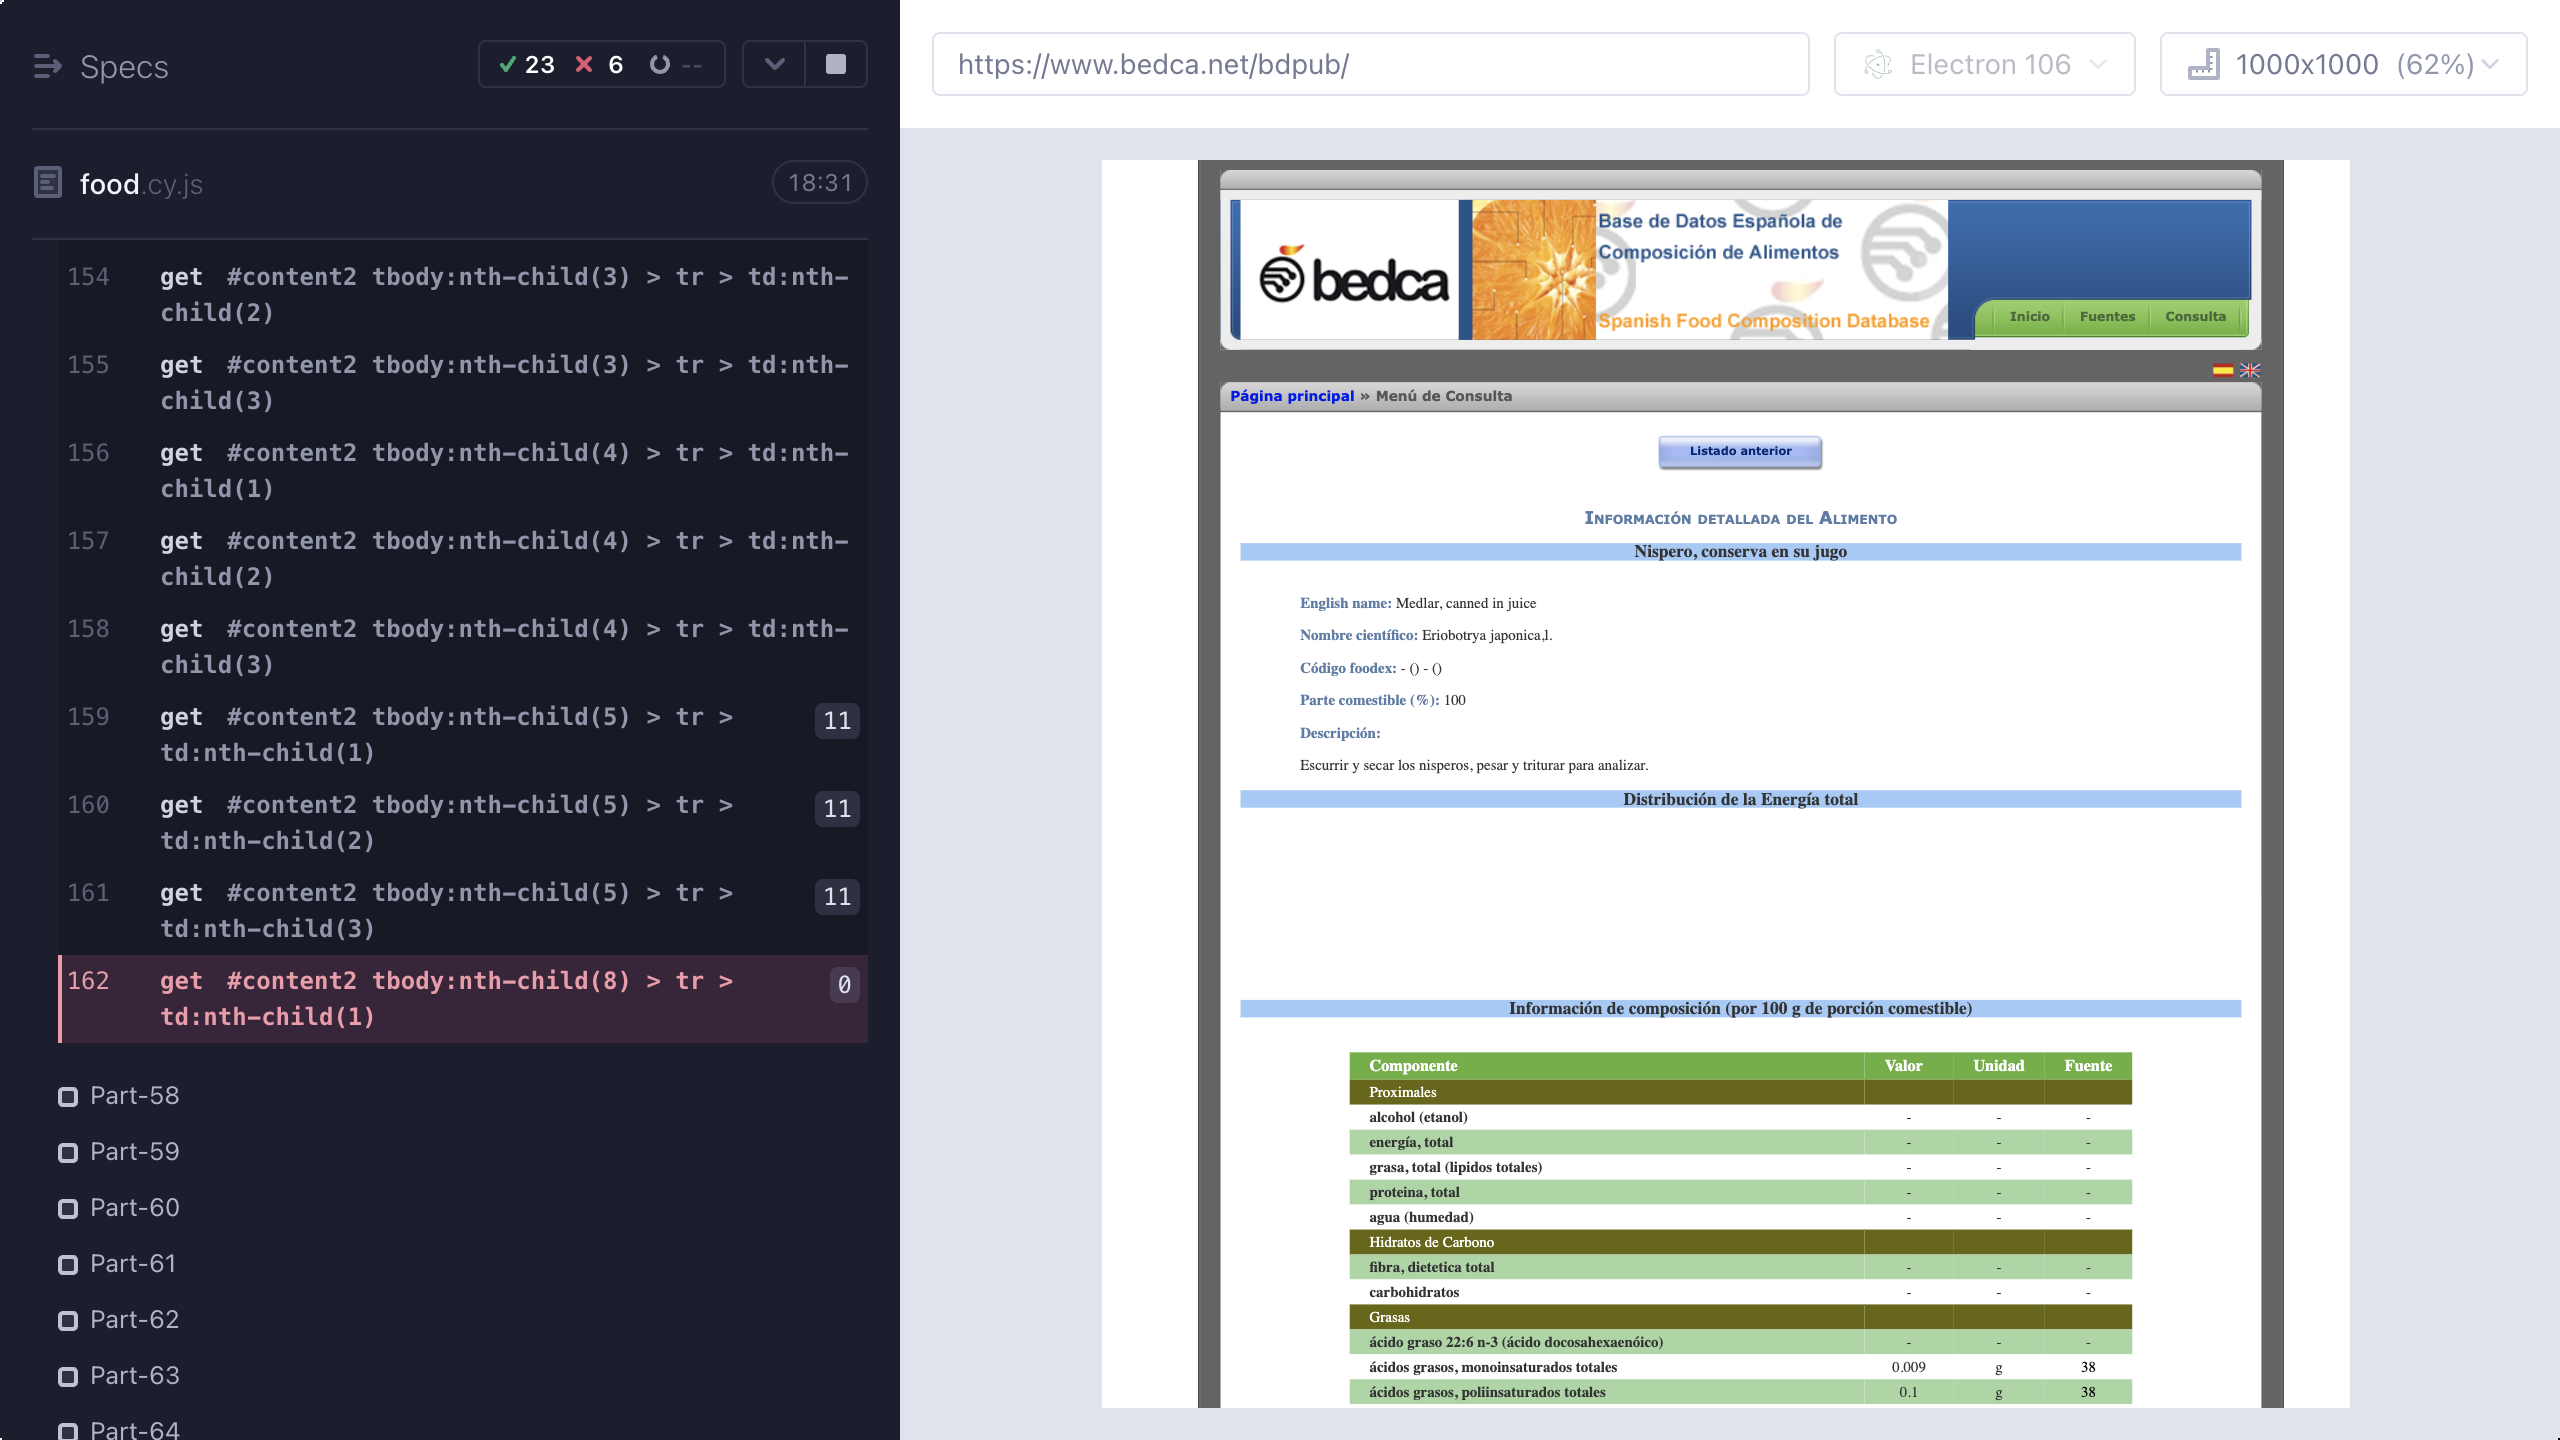 Specs
23 6 --
food.cy.js
18:31
154 get #content2 tbody:nth-child(3) > tr > td:nth-
child(2)
155 get #content2 tbody:nth-child(3) > tr > td:nth-
child(3)
156 get #content2 tbody:nth-child(4) > tr > td:nth-
child(1)
157 get #content2 tbody:nth-child(4) > tr > td:nth-
child(2)
158 get #content2 tbody:nth-child(4) > tr > td:nth-
child(3)
159 get #content2 tbody:nth-child(5) > tr > 11
td:nth-child(1)
160 get #content2 tbody:nth-child(5) > tr > 11
td:nth-child(2)
161 get #content2 tbody:nth-child(5) > tr > 11
td:nth-child(3)
162 get #content2 tbody:nth-child(8) > tr > 0
td:nth-child(1)
Part-58
Part-59
Part-60
Part-61
Part-62
Part-63
Part-64
https://www.bedca.net/bdpub/
Electron 106
1000x1000 (62%)
bedca
Base de Datos Española de
Composición de Alimentos
Spanish Food Composition Database
Inicio Fuentes Consulta
Página principal » Menú de Consulta
Listado anterior
Información detallada del Alimento
Nispero, conserva en su jugo
English name: Medlar, canned in juice
Nombre científico: Eriobotrya japonica,l.
Código foodex: - () - ()
Parte comestible (%): 100
Descripción:
Escurrir y secar los nisperos, pesar y triturar para analizar.
Distribución de la Energía total
Información de composición (por 100 g de porción comestible)
Componente Valor Unidad Fuente
Proximales
alcohol (etanol) - - -
energía, total - - -
grasa, total (lipidos totales) - - -
proteina, total - - -
agua (humedad) - - -
Hidratos de Carbono
fibra, dietetica total - - -
carbohidratos - - -
Grasas
ácido graso 22:6 n-3 (ácido docosahexaenóico) - - -
ácidos grasos, monoinsaturados totales 0.009 g 38
ácidos grasos, poliinsaturados totales 0.1 g 38